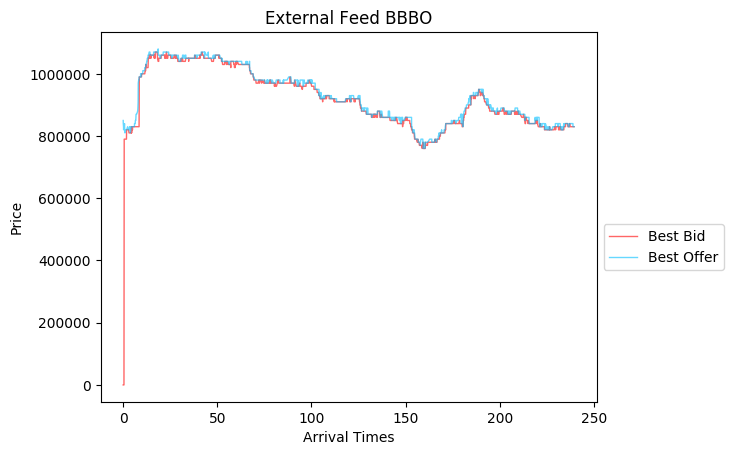 External Feed BBBO
1000000
800000
600000
400000
200000
0
Price
0 50 100 150 200 250
Arrival Times
Best Bid
Best Offer